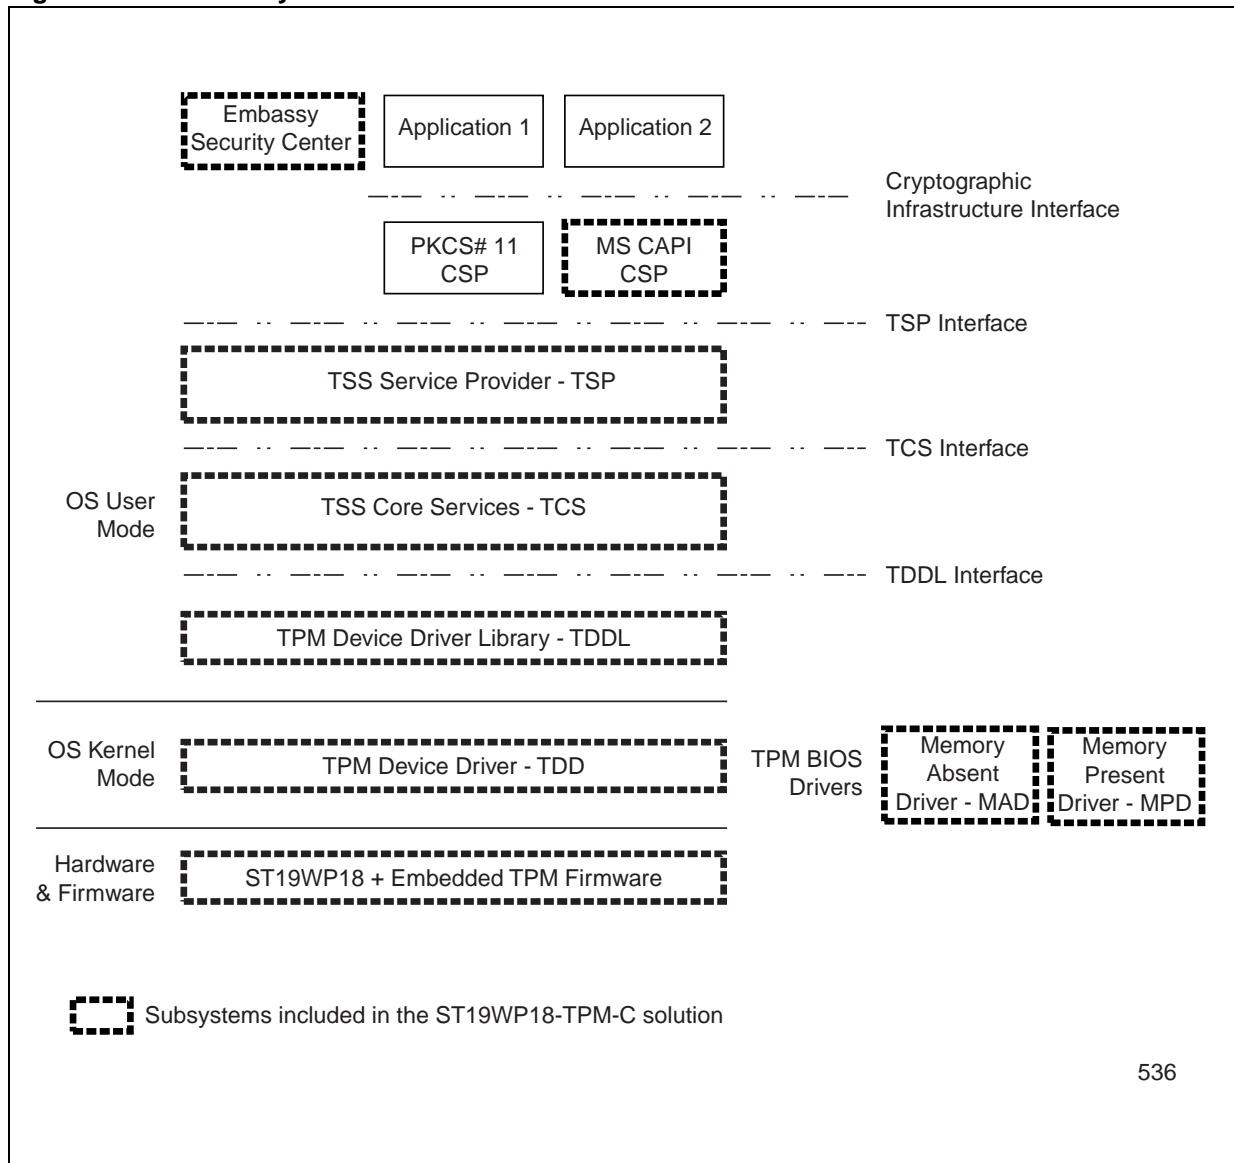 Embassy
Security Center
Application 1
Application 2
Cryptographic
Infrastructure Interface
PKCS# 11
CSP
MS CAPI
CSP
TSP Interface
TSS Service Provider - TSP
TCS Interface
OS User
Mode
TSS Core Services - TCS
TDDL Interface
TPM Device Driver Library - TDDL
OS Kernel
Mode
TPM Device Driver - TDD
TPM BIOS
Drivers
Memory
Absent
Driver - MAD
Memory
Present
Driver - MPD
Hardware
& Firmware
ST19WP18 + Embedded TPM Firmware
Subsystems included in the ST19WP18-TPM-C solution
536